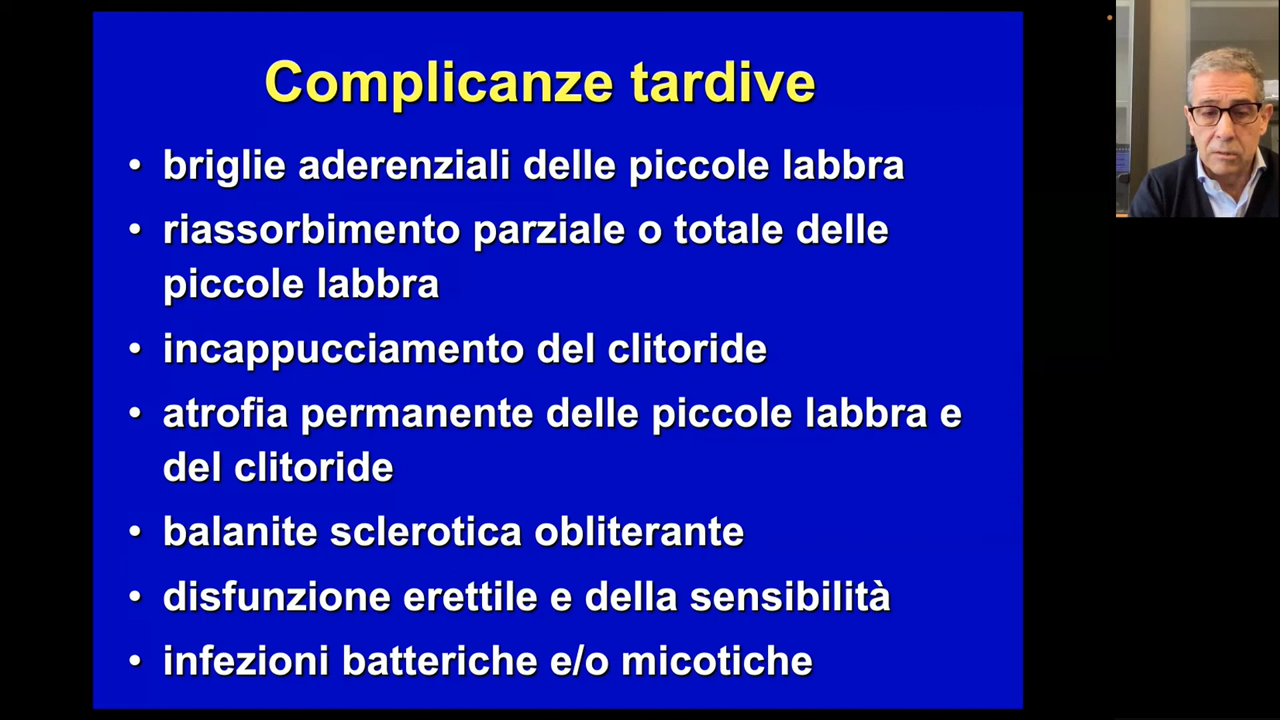 Complicanze tardive
• briglie aderenziali delle piccole labbra
• riassorbimento parziale o totale delle
piccole labbra
• incappucciamento del clitoride
• atrofia permanente delle piccole labbra e
del clitoride
• balanite sclerotica obliterante
• disfunzione erettile e della sensibilità
• infezioni batteriche e/o micotiche